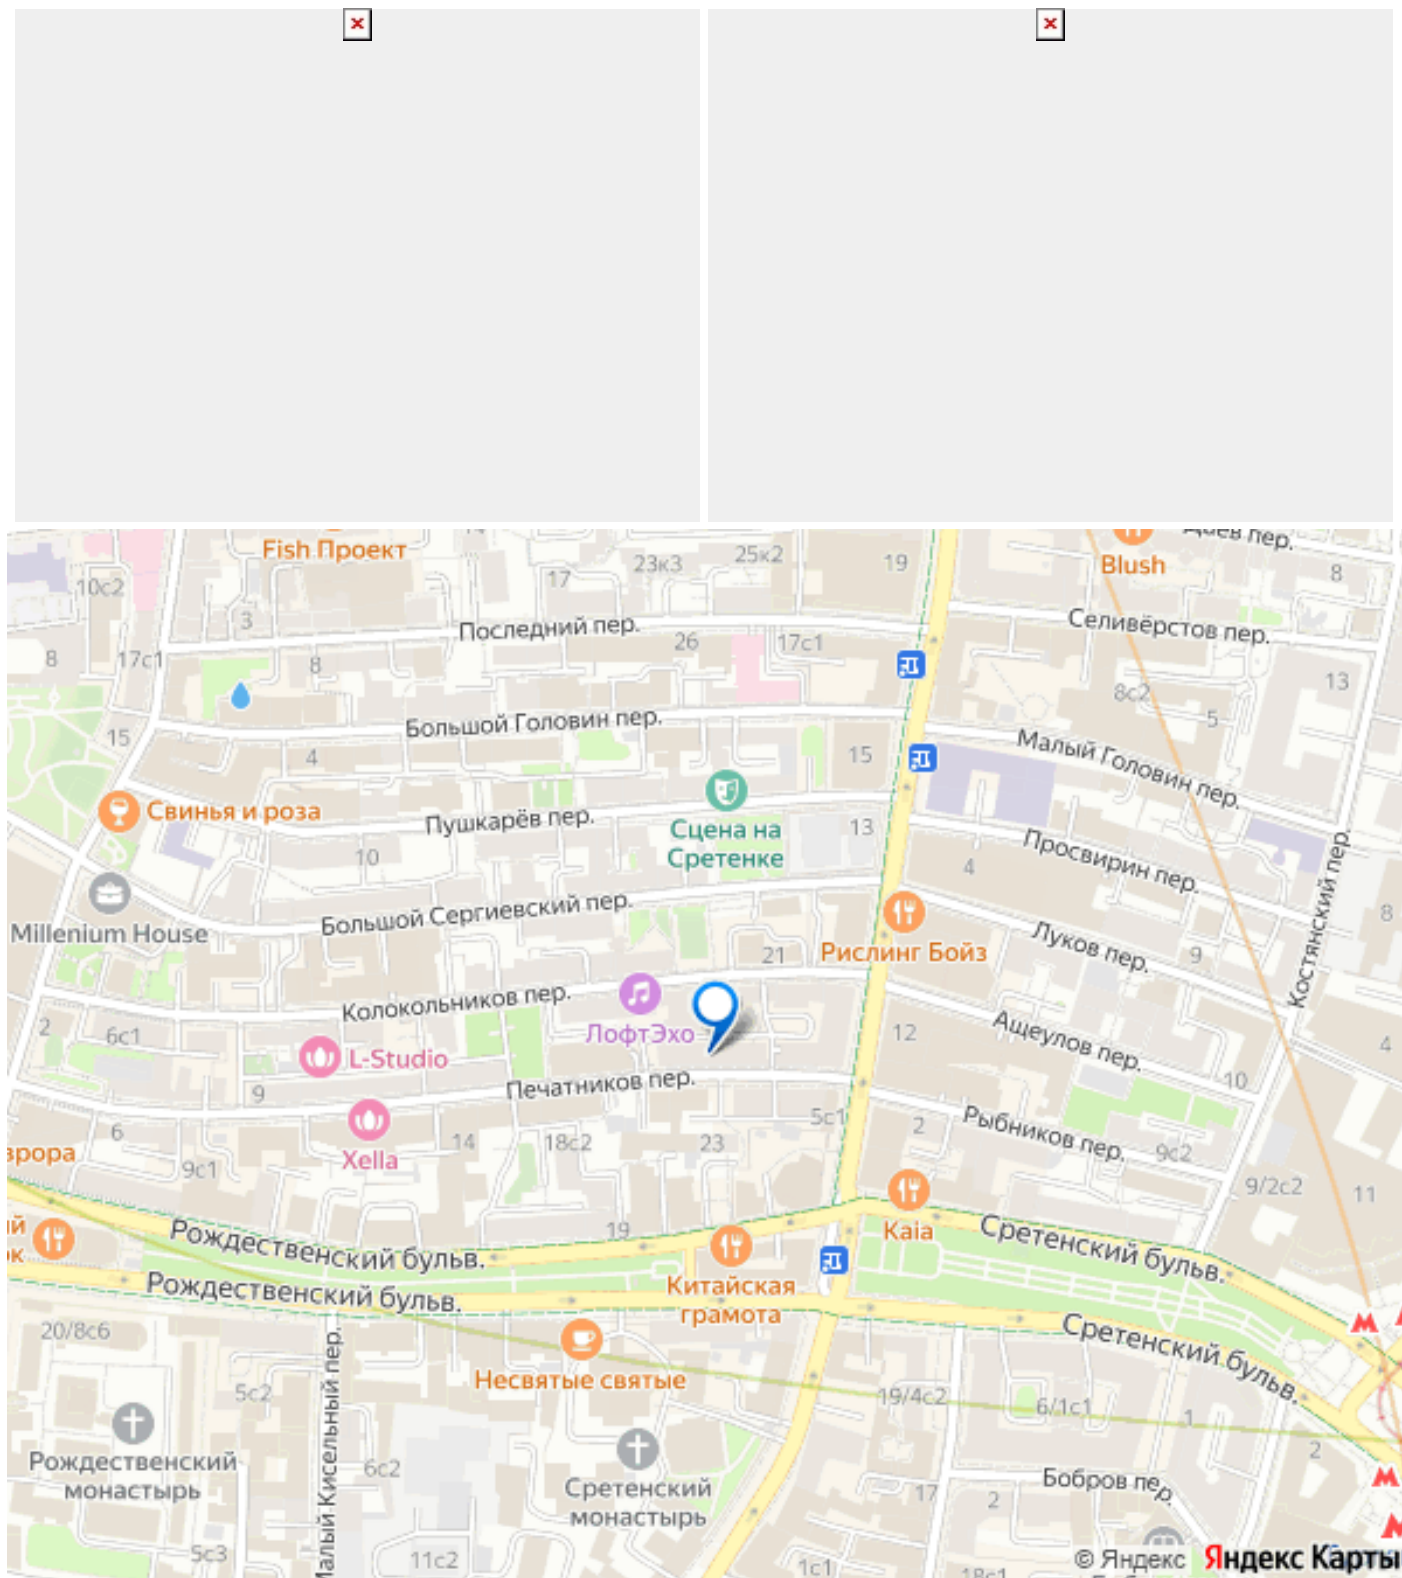 Fish Проект
14
23к3
25к2
19
Blush
Даев пер.
8
10с2
17
3
Последний пер.
Селивёрстов пер.
26
17с1
8
17с1
8
8с2
13
5
Большой Головин пер.
15
4
15
Малый Головин пер.
Свинья и роза
Пушкарёв пер.
Сцена на
Сретенке
13
10
4
Просвирин пер.
Костянский пер.
Millenium House
Большой Сергиевский пер.
21
Рислинг Бойз
Луков пер.
9
8
Колокольников пер.
ЛофтЭхо
2
6с1
L-Studio
12
Ащеулов пер.
4
9
Печатников пер.
10
5с1
2
Рыбников пер.
6
Xella
14
18с2
23
9с2
9с1
9/2с2
11
19
Kaia
Рождественский бульв.
Сретенский бульв.
Китайская
грамота
Рождественский бульв.
20/8с6
Несвятые святые
Сретенский бульв.
5с2
Малый Кисельный пер.
19/4с2
6/1с1
1
2
Рождественский
монастырь
6с2
Сретенский
монастырь
Бобров пер.
17
2
5с3
11с2
1с1
18с1
© Яндекс
Яндекс Карты